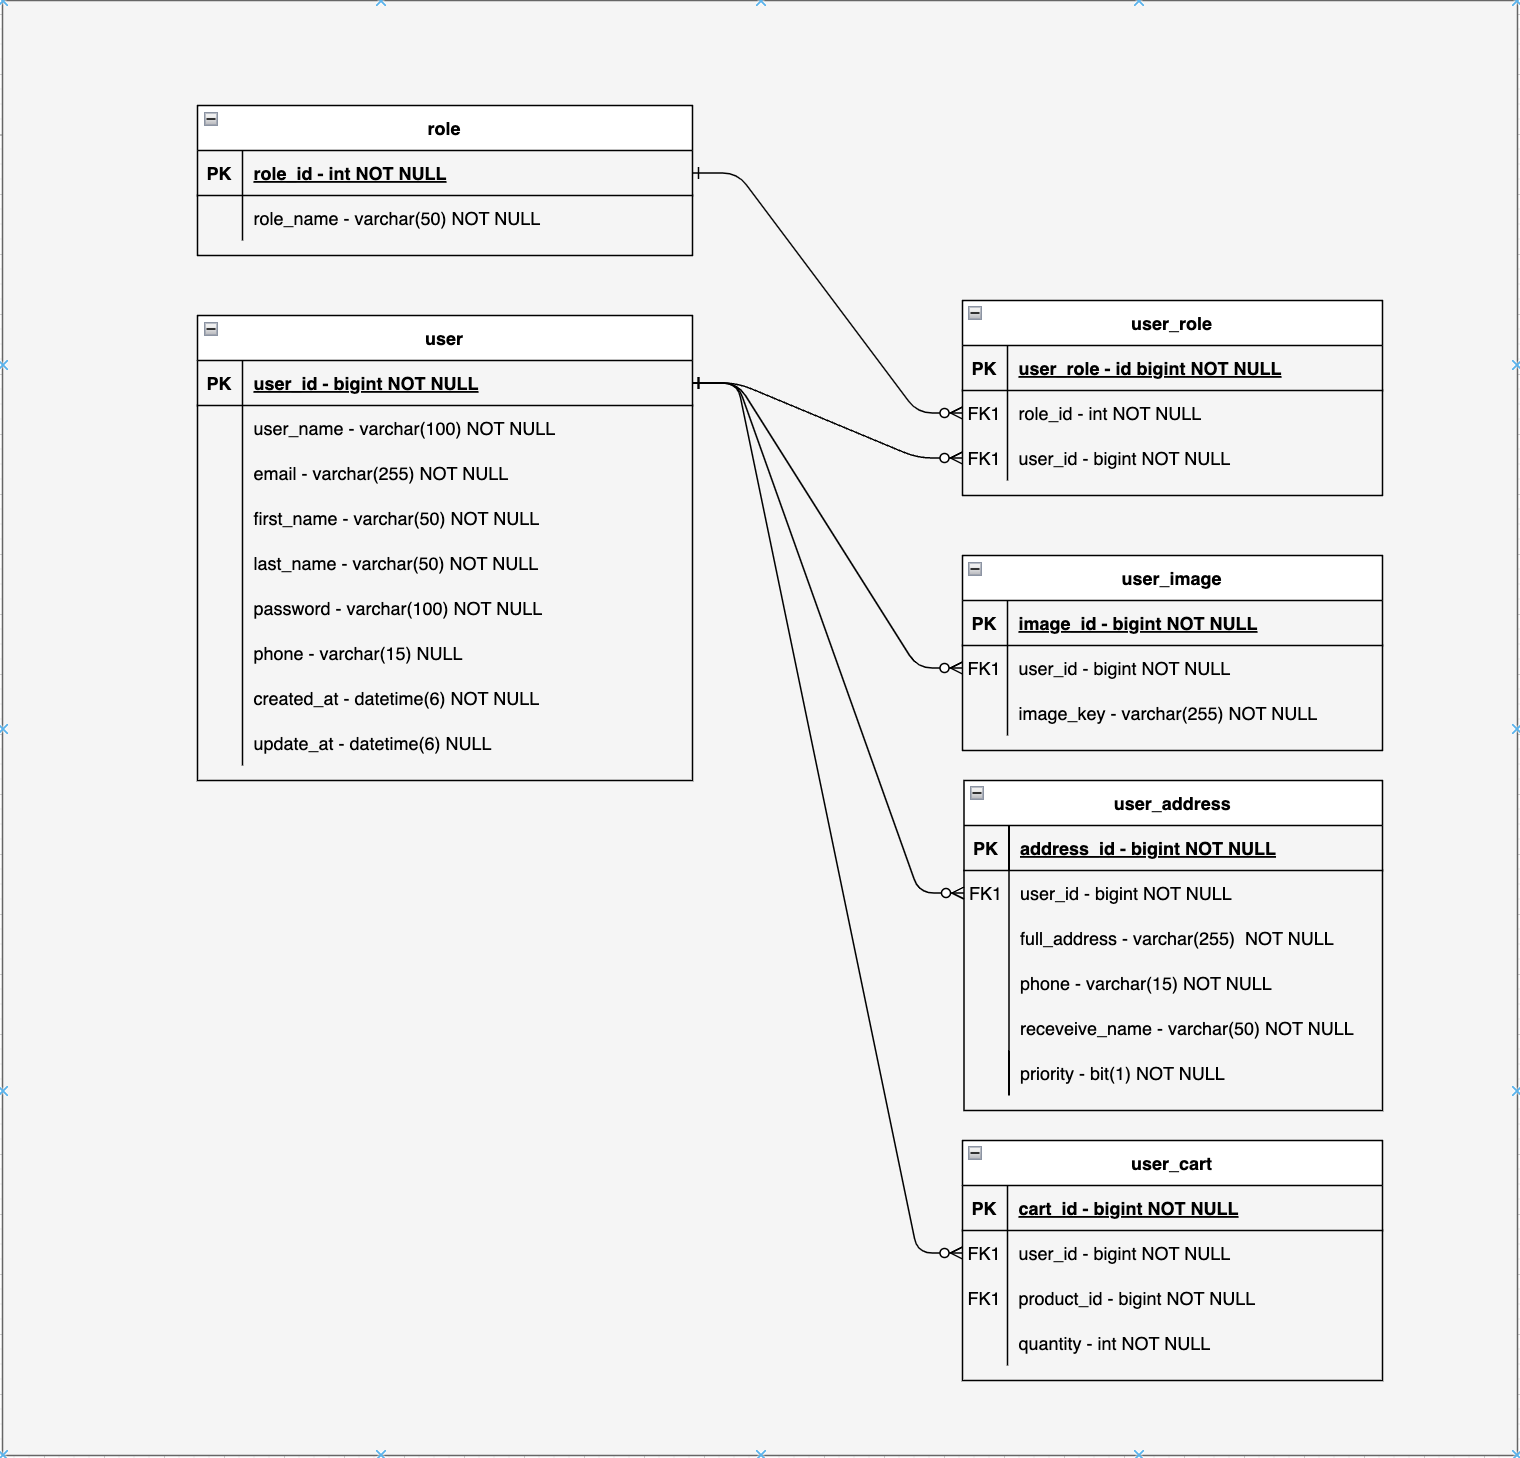 role
PK role_id - int NOT NULL
role_name - varchar(50) NOT NULL
user
PK user_id - bigint NOT NULL
user_name - varchar(100) NOT NULL
email - varchar(255) NOT NULL
first_name - varchar(50) NOT NULL
last_name - varchar(50) NOT NULL
password - varchar(100) NOT NULL
phone - varchar(15) NULL
created_at - datetime(6) NOT NULL
update_at - datetime(6) NULL
user_role
PK user_role - id bigint NOT NULL
FK1 role_id - int NOT NULL
FK1 user_id - bigint NOT NULL
user_image
PK image_id - bigint NOT NULL
FK1 user_id - bigint NOT NULL
image_key - varchar(255) NOT NULL
user_address
PK address_id - bigint NOT NULL
FK1 user_id - bigint NOT NULL
full_address - varchar(255)  NOT NULL
phone - varchar(15) NOT NULL
receveive_name - varchar(50) NOT NULL
priority - bit(1) NOT NULL
user_cart
PK cart_id - bigint NOT NULL
FK1 user_id - bigint NOT NULL
FK1 product_id - bigint NOT NULL
quantity - int NOT NULL